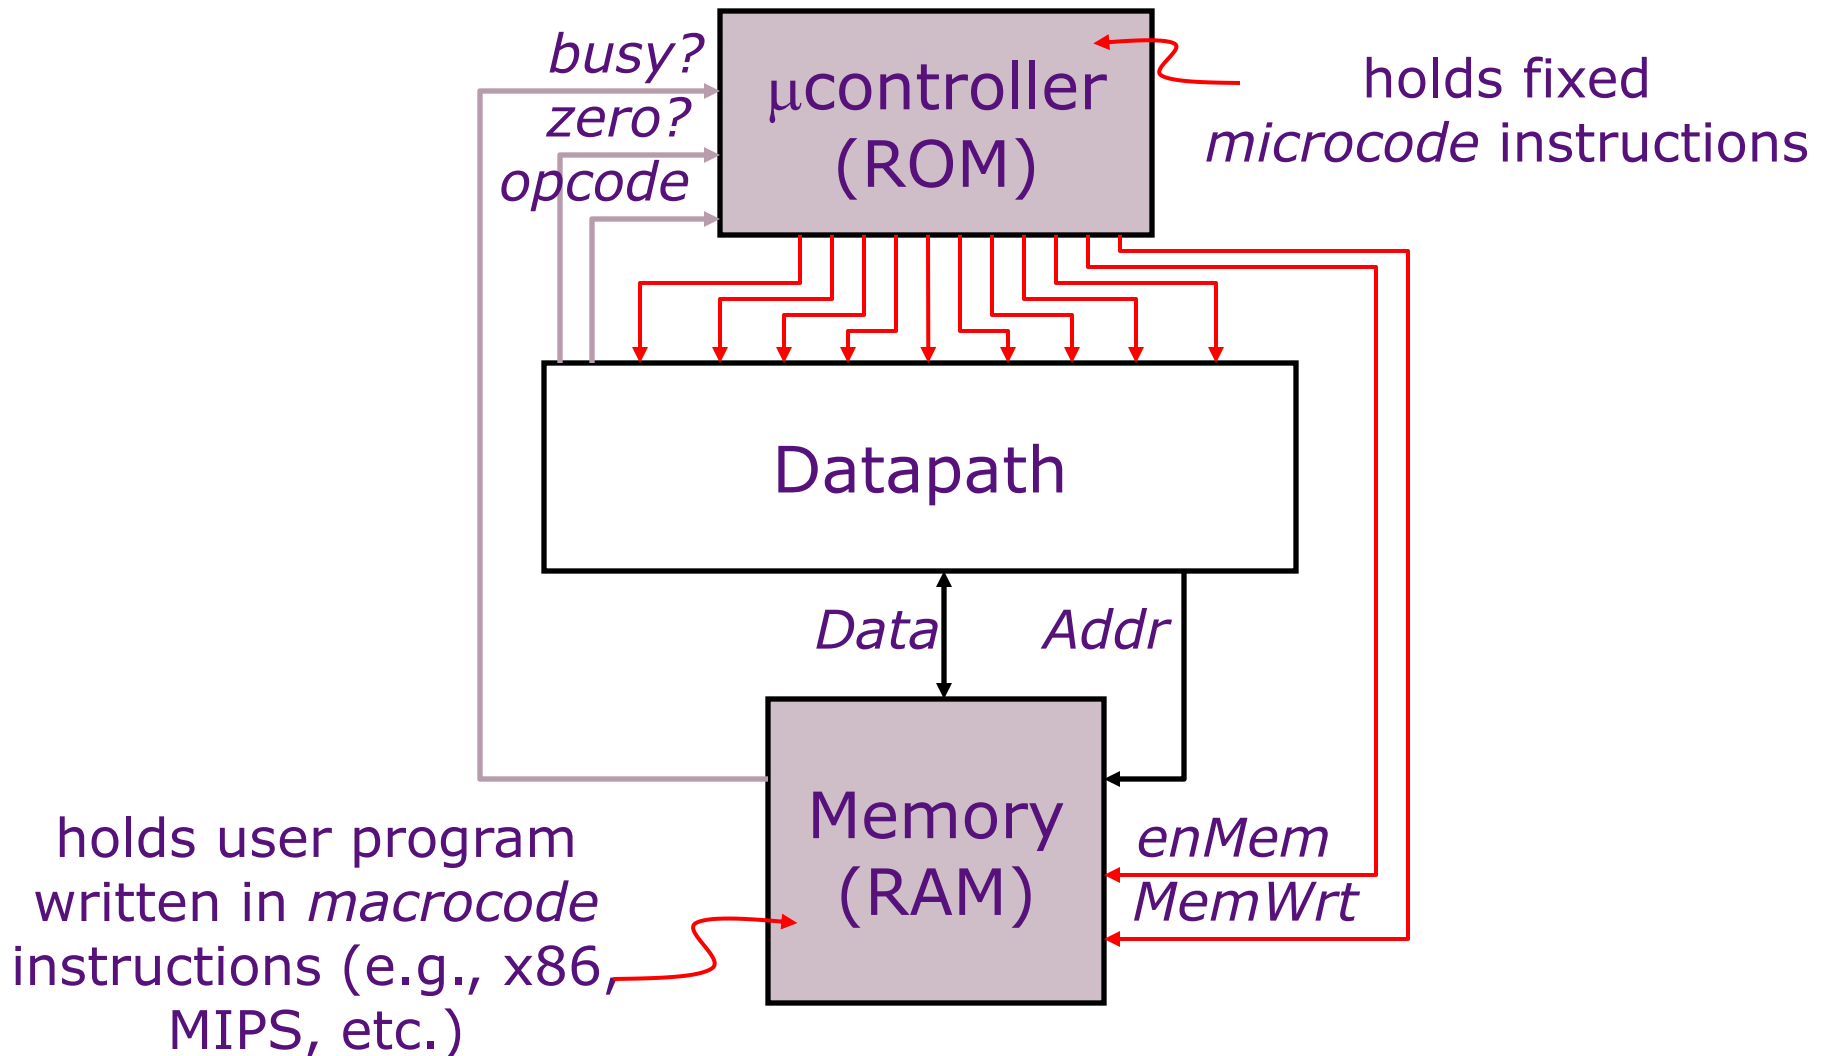 busy?
zero?
opcode
μcontroller
(ROM)
holds fixed
microcode instructions
Datapath
Data
Addr
Memory
(RAM)
enMem
MemWrt
holds user program
written in macrocode
instructions (e.g., x86,
MIPS, etc.)